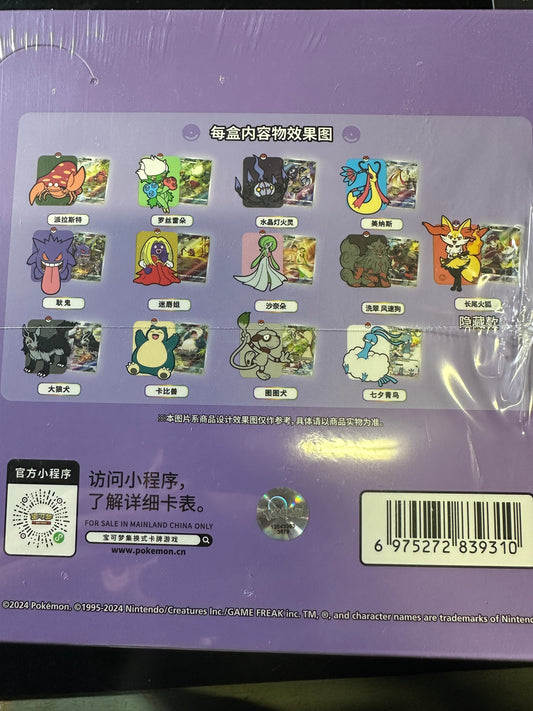 每盒内容物效果图
派拉斯特
罗丝雷朵
水晶灯火灵
美纳斯
耿鬼
迷唇姐
沙奈朵
洗翠 风速狗
长尾火狐
隐藏款
大狼犬
卡比兽
图图犬
七夕青鸟
※本图片系商品设计效果图仅作参考,具体请以商品实物为准。
官方小程序
访问小程序,
了解详细卡表。
FOR SALE IN MAINLAND CHINA ONLY
宝可梦集换式卡牌游戏
www.pokemon.cn
6 975272 839310
©2024 Pokémon. ©1995-2024 Nintendo/Creatures Inc./GAME FREAK inc. TM, ®, and character names are trademarks of Nintendo